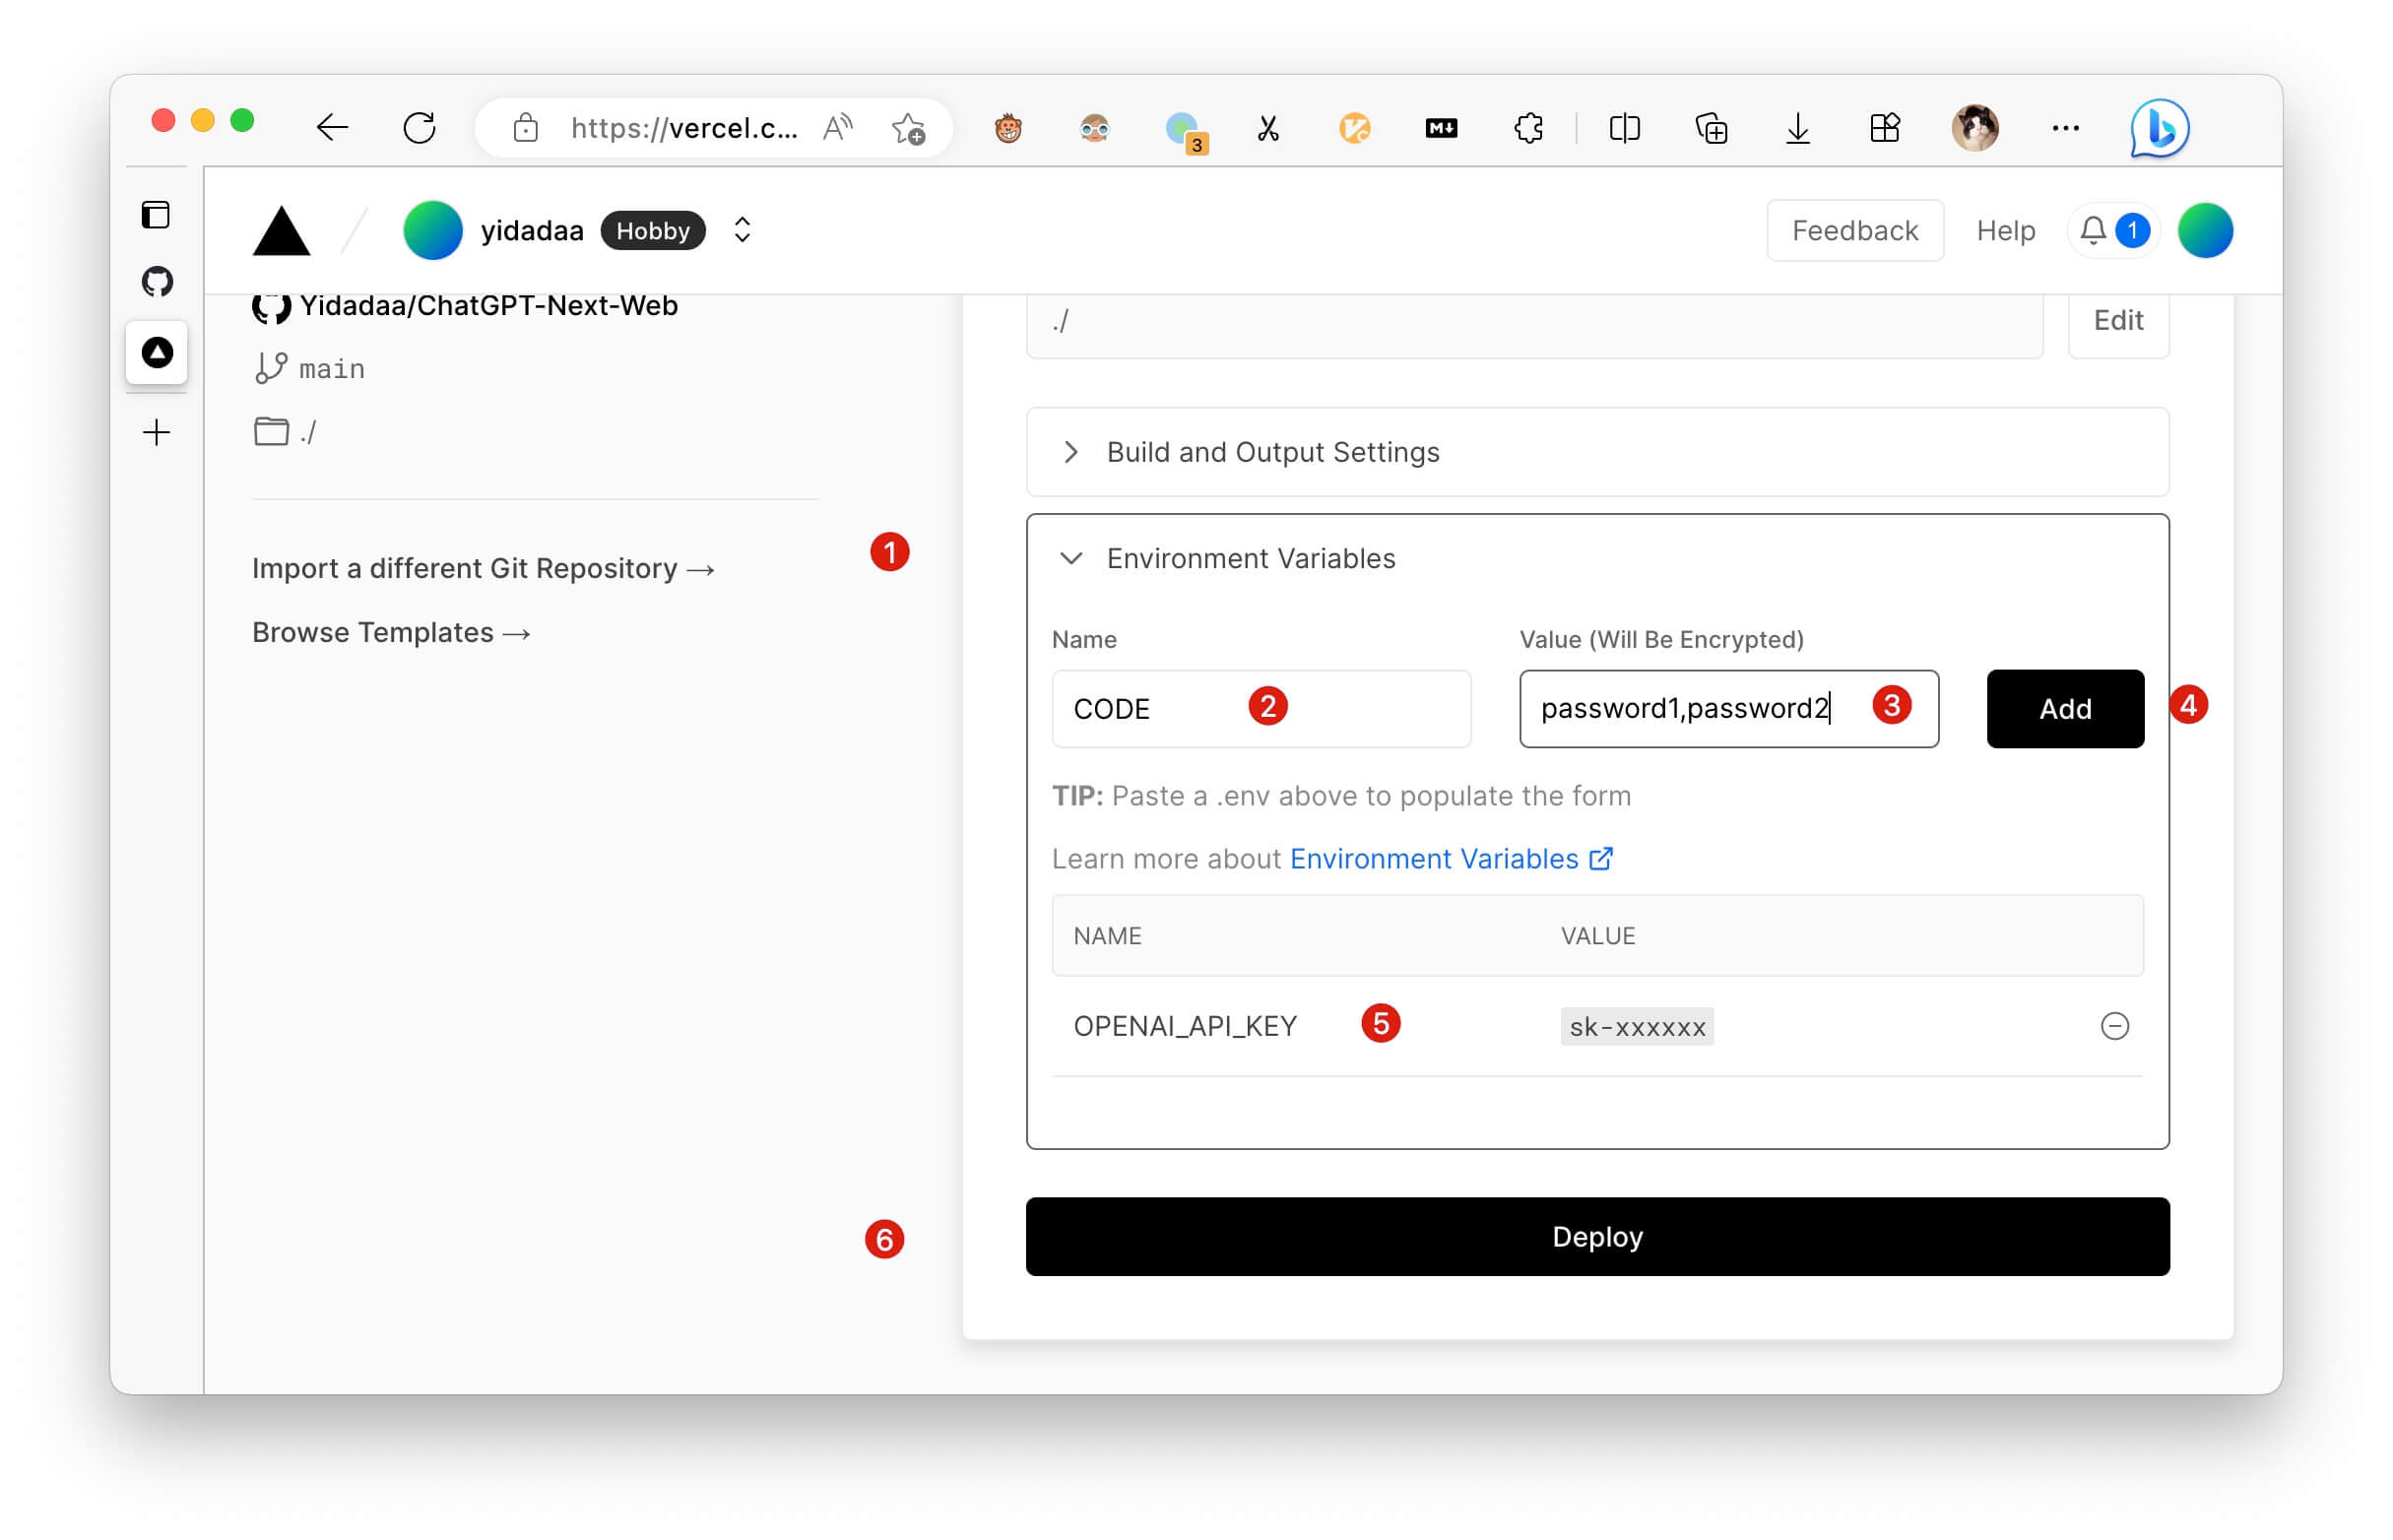 https://vercel.c...
3
M
yidadaa Hobby
Feedback Help 1
Yidadaa/ChatGPT-Next-Web
main
./
Import a different Git Repository →
Browse Templates →
./
Edit
Build and Output Settings
1
Environment Variables
Name
Value (Will Be Encrypted)
CODE 2
password1,password2 3
Add 4
TIP: Paste a .env above to populate the form
Learn more about Environment Variables
NAME VALUE
OPENAI_API_KEY 5 sk-xxxxxx
6
Deploy